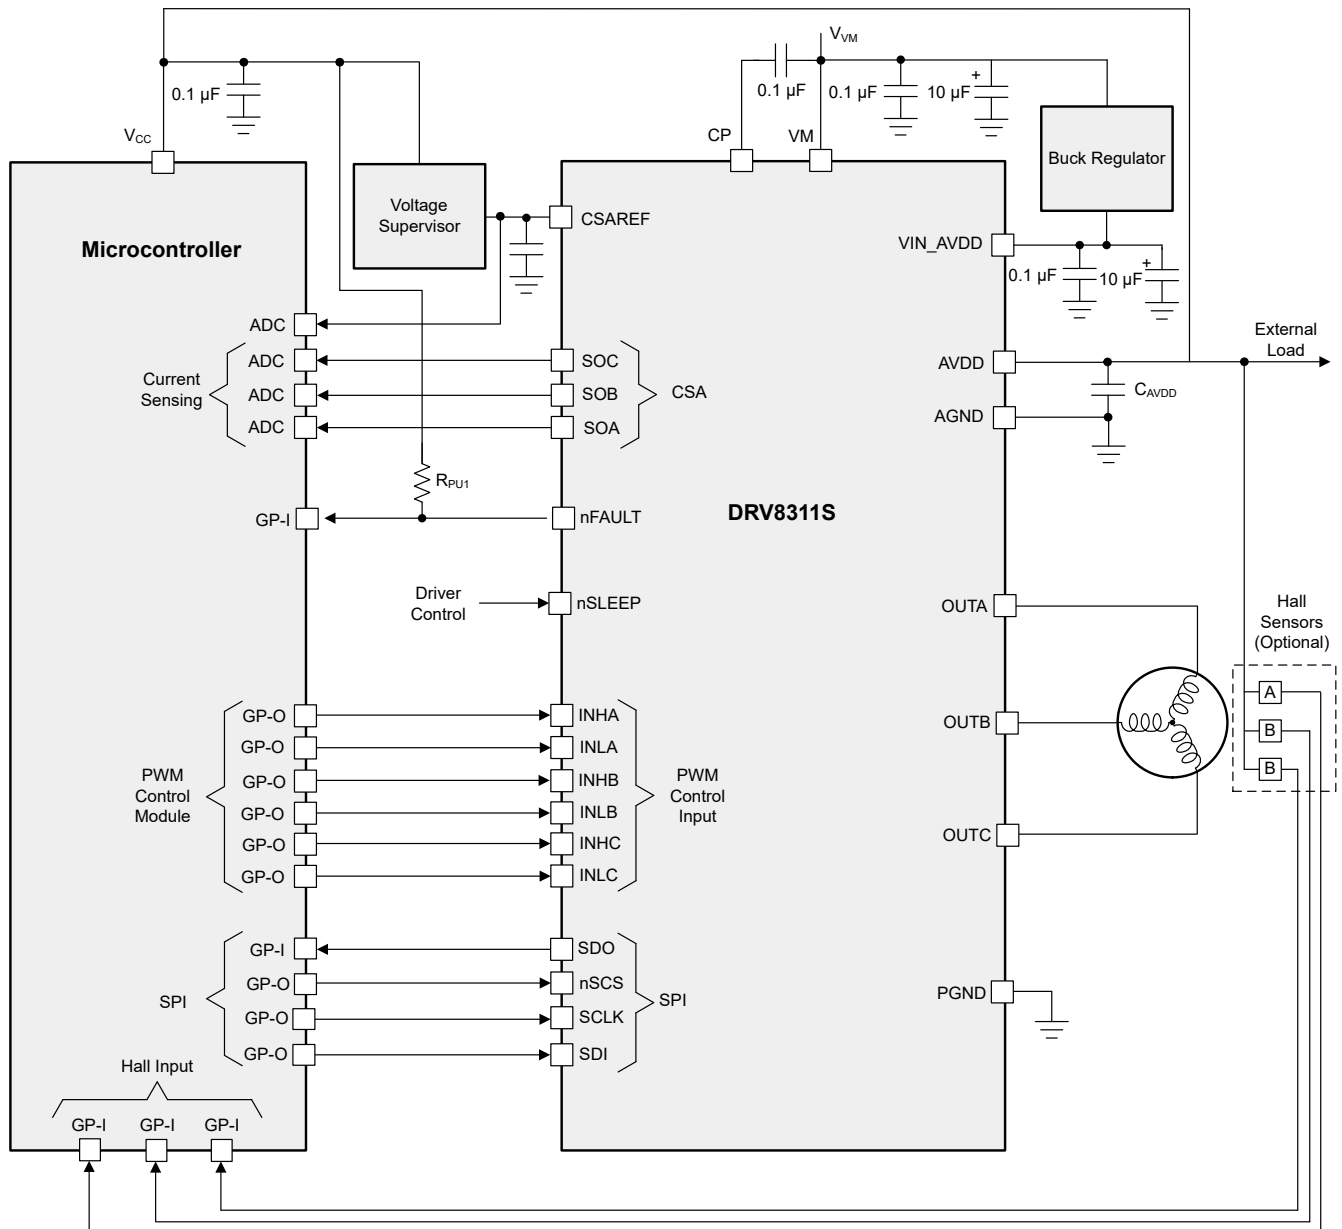 V_VM
0.1 µF
0.1 µF
0.1 µF
+
10 µF
V_CC
CP
VM
Buck Regulator
Voltage
Supervisor
CSAREF
Microcontroller
VIN_AVDD
0.1 µF
+
10 µF
ADC
External
Load
Current
Sensing
ADC
ADC
ADC
SOC
SOB
SOA
CSA
AVDD
C_AVDD
AGND
R_PU1
GP-I
nFAULT
DRV8311S
Driver
Control
nSLEEP
OUTA
Hall
Sensors
(Optional)
A
B
B
OUTB
OUTC
PWM
Control
Module
GP-O
GP-O
GP-O
GP-O
GP-O
GP-O
INHA
INLA
INHB
INLB
INHC
INLC
PWM
Control
Input
SPI
GP-I
GP-O
GP-O
GP-O
SDO
nSCS
SCLK
SDI
SPI
PGND
Hall Input
GP-I
GP-I
GP-I